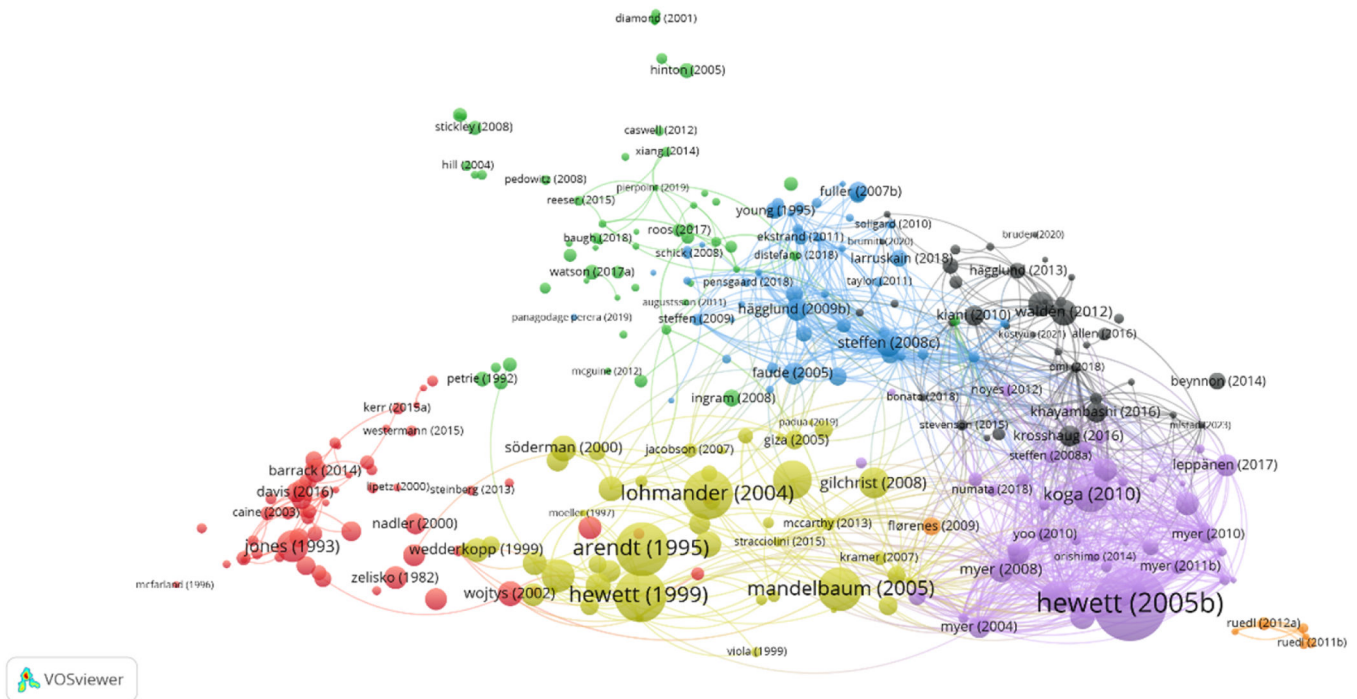 diamond (2001)
hinton (2005)
stickley (2008)
caswell (2012)
xiang (2014)
hill (2004)
pedowitz (2008)
pierpoint (2019)
reeser (2015)
fuller (2007b)
young (1995)
soligard (2010)
roos (2017)
baugh (2018)
ekstrand (2011)
brumitt (2020)
bruder (2020)
schick (2008)
distefano (2018)
larruskain (2018)
watson (2017a)
hägglund (2013)
pensgaard (2018)
taylor (2011)
augustsson (2011)
hägglund (2009b)
kiani (2010)
walden (2012)
panagodage perera (2019)
steffen (2009)
kostyun (2021)
allen (2016)
steffen (2008c)
mcguine (2012)
faude (2005)
omi (2018)
petrie (1992)
beynnon (2014)
noyes (2012)
ingram (2008)
bonato (2018)
kerr (2015a)
khayambashi (2016)
padua (2019)
stevenson (2015)
westermann (2015)
krosshaug (2016)
söderman (2000)
jacobson (2007)
giza (2005)
steffen (2008a)
leppänen (2017)
barrack (2014)
gilchrist (2008)
lipetz (2000)
steinberg (2013)
numata (2018)
davis (2016)
lohmander (2004)
koga (2010)
caine (2003)
moeller (1997)
nadler (2000)
mccarthy (2013)
flørenes (2009)
yoo (2010)
myer (2010)
stracciolini (2015)
jones (1993)
wedderkopp (1999)
arendt (1995)
kramer (2007)
orishimo (2014)
myer (2008)
myer (2011b)
zelisko (1982)
mcfarland (1996)
wojtys (2002)
hewett (1999)
mandelbaum (2005)
hewett (2005b)
myer (2004)
ruedl (2012a)
ruedl (2011b)
viola (1999)
VOSviewer